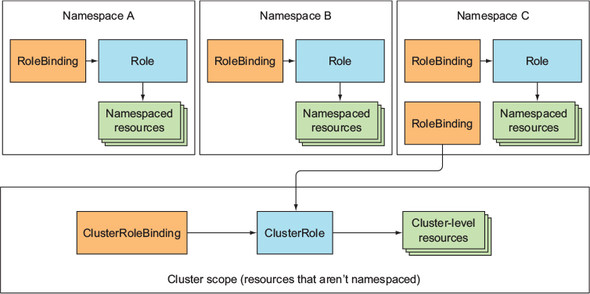 Namespace A
RoleBinding
Role
Namespaced
resources
Namespace B
RoleBinding
Role
Namespaced
resources
Namespace C
RoleBinding
Role
RoleBinding
Namespaced
resources
ClusterRoleBinding
ClusterRole
Cluster-level
resources
Cluster scope (resources that aren't namespaced)